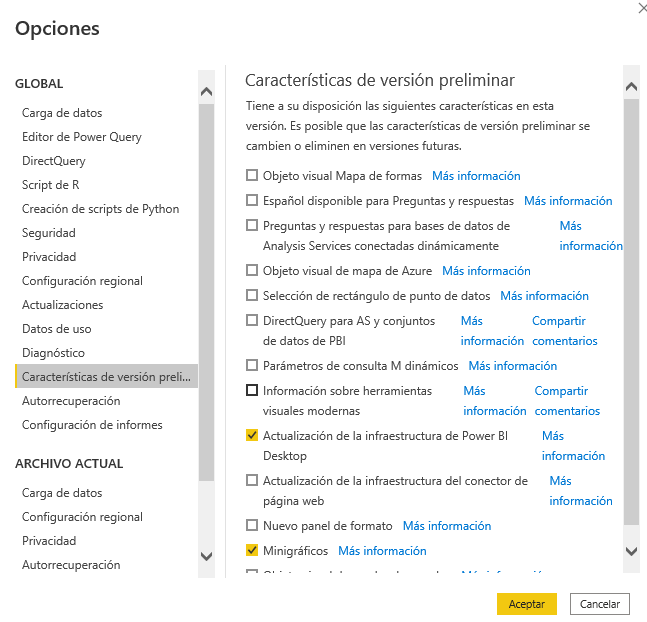 Opciones
GLOBAL
Carga de datos
Editor de Power Query
DirectQuery
Script de R
Creación de scripts de Python
Seguridad
Privacidad
Configuración regional
Actualizaciones
Datos de uso
Diagnóstico
Características de versión preli...
Autorrecuperación
Configuración de informes
ARCHIVO ACTUAL
Carga de datos
Configuración regional
Privacidad
Autorrecuperación
Características de versión preliminar
Tiene a su disposición las siguientes características en esta
versión. Es posible que las características de versión preliminar se
cambien o eliminen en versiones futuras.
Objeto visual Mapa de formas Más información
Español disponible para Preguntas y respuestas Más información
Preguntas y respuestas para bases de datos de Más
Analysis Services conectadas dinámicamente información
Objeto visual de mapa de Azure Más información
Selección de rectángulo de punto de datos Más información
DirectQuery para AS y conjuntos Más Compartir
de datos de PBI información comentarios
Parámetros de consulta M dinámicos Más información
Información sobre herramientas Más Compartir
visuales modernas información comentarios
Actualización de la infraestructura de Power BI Más
Desktop información
Actualización de la infraestructura del conector de Más
página web información
Nuevo panel de formato Más información
Minigráficos Más información
Aceptar Cancelar